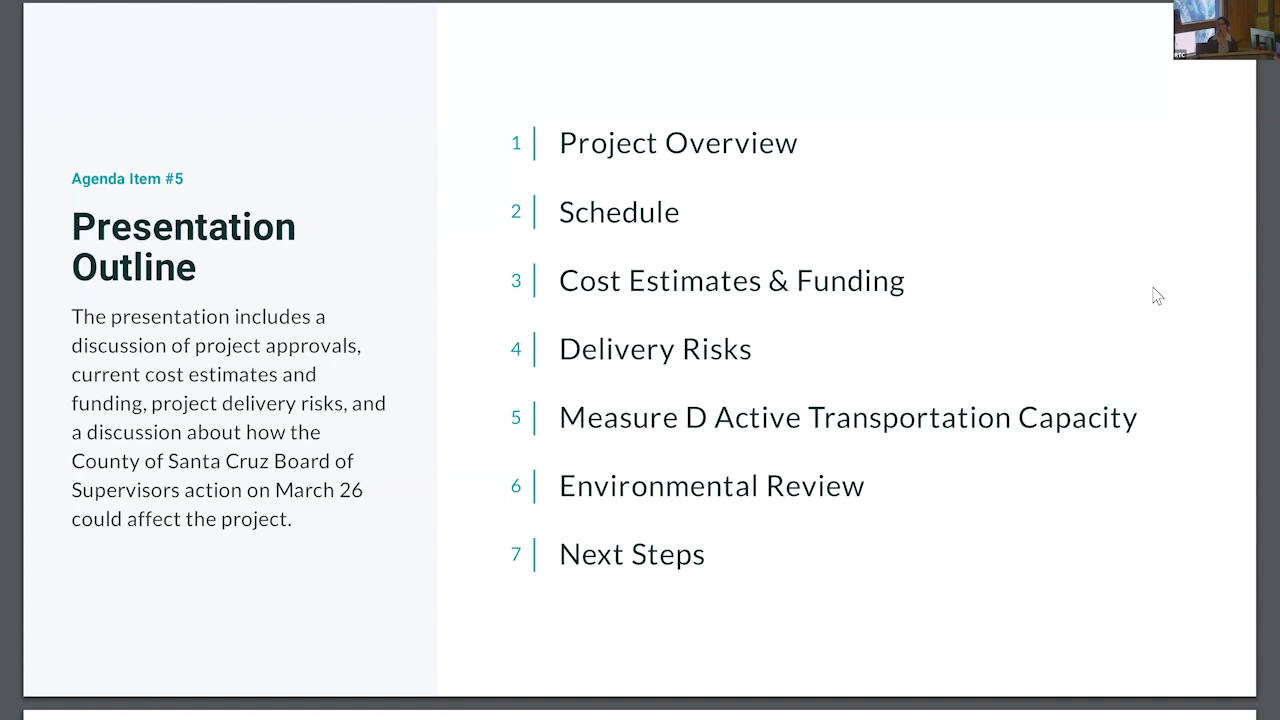 Agenda Item #5
Presentation
Outline
The presentation includes a
discussion of project approvals,
current cost estimates and
funding, project delivery risks, and
a discussion about how the
County of Santa Cruz Board of
Supervisors action on March 26
could affect the project.
1 Project Overview
2 Schedule
3 Cost Estimates & Funding
4 Delivery Risks
5 Measure D Active Transportation Capacity
6 Environmental Review
7 Next Steps